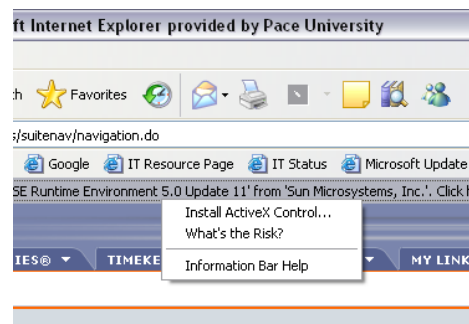 ft Internet Explorer provided by Pace University
Favorites
s/suitenav/navigation.do
Google IT Resource Page IT Status Microsoft Update
SE Runtime Environment 5.0 Update 11' from 'Sun Microsystems, Inc.'. Click
Install ActiveX Control...
What's the Risk?
IES® TIMEKE MY LINK
Information Bar Help